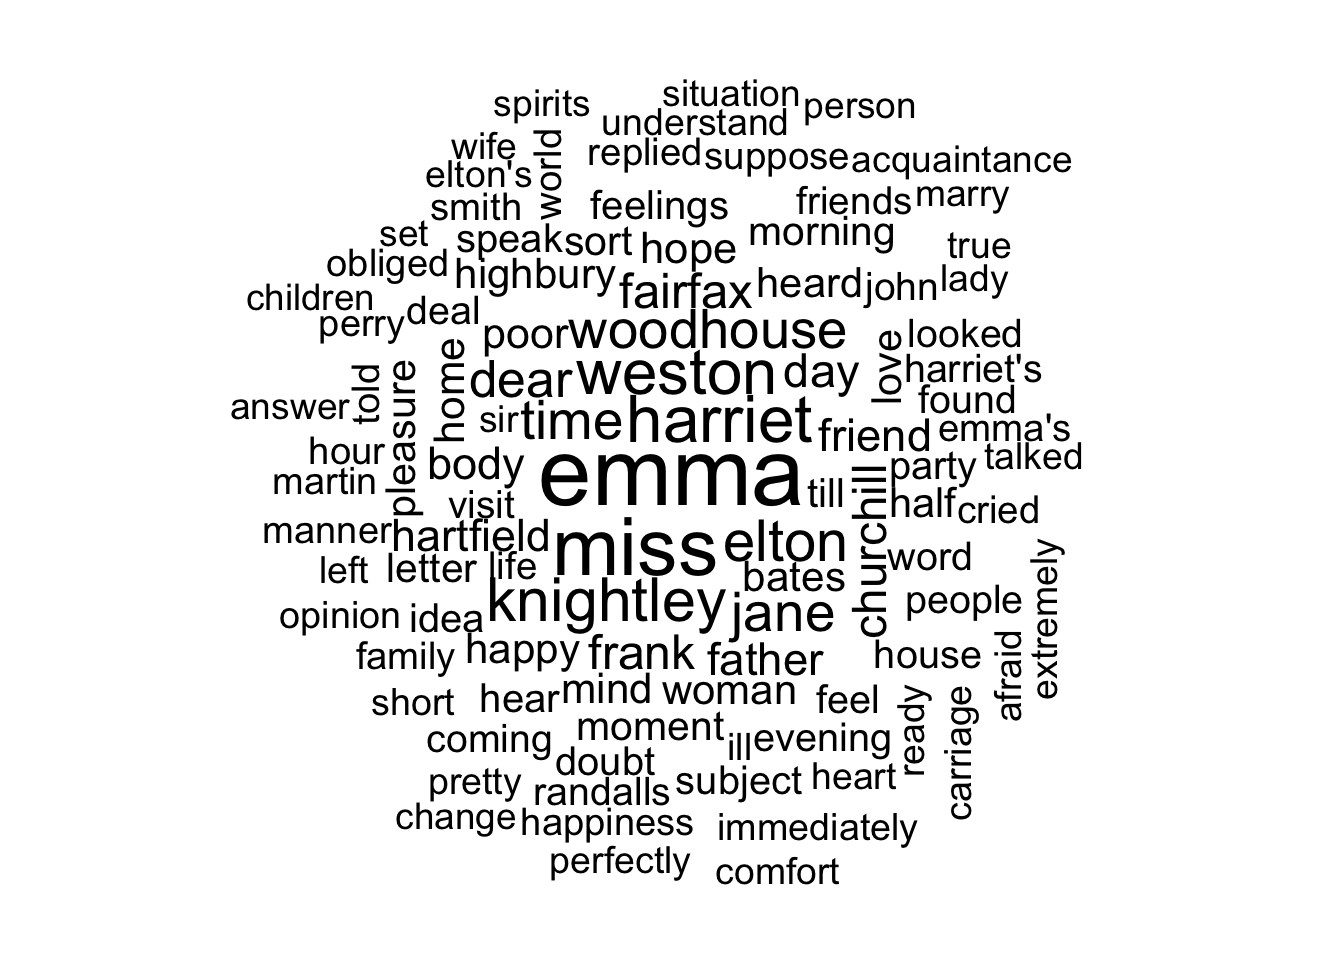 situation
spirits
person
understand
wife
world
replied
suppose
acquaintance
elton's
smith
feelings
friends
marry
set
speak
sort
hope
morning
true
obliged
highbury
fairfax
heard
john
lady
children
perry
deal
poor
woodhouse
love
looked
told
pleasure
home
dear
weston
day
harriet's
answer
sir
time
harriet
friend
found
emma's
hour
body
emma
till
churchill
party
talked
martin
visit
half
cried
manner
hartfield
miss
elton
word
left
letter
life
bates
extremely
opinion
idea
knightley
jane
people
family
happy
frank
father
house
afraid
short
hear
mind
woman
feel
ready
carriage
coming
moment
ill
evening
doubt
pretty
randalls
subject
heart
change
happiness
immediately
perfectly
comfort